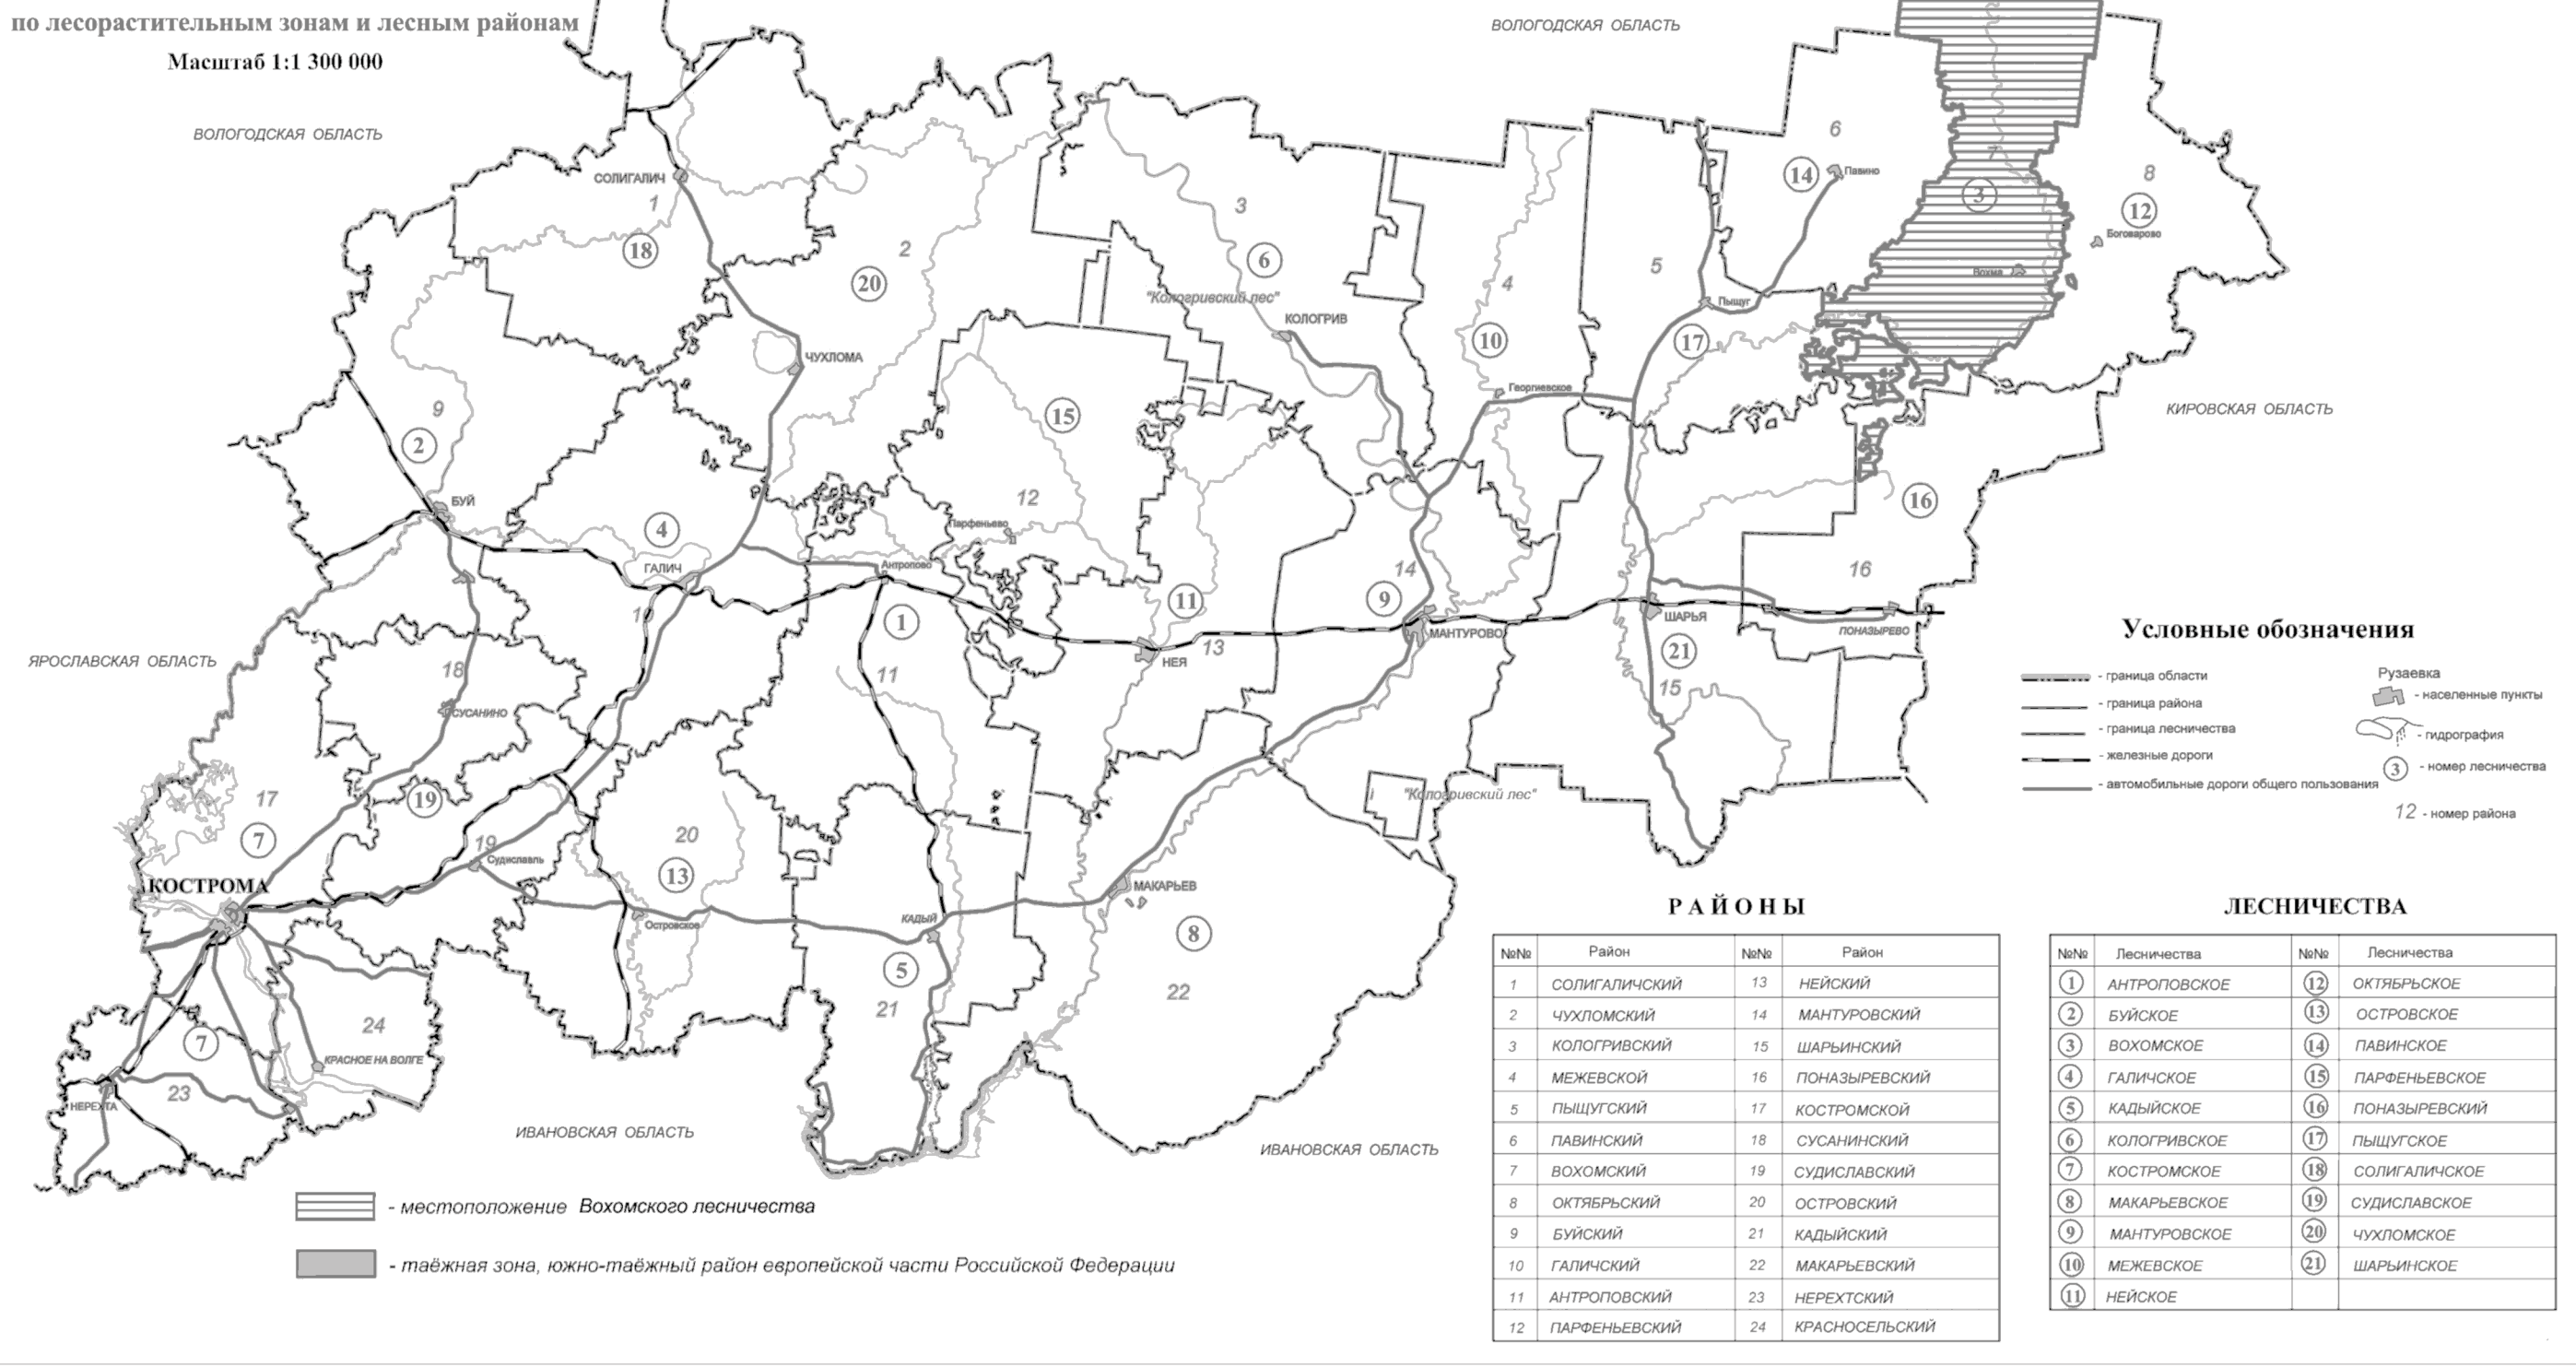 по лесорастительным зонам и лесным районам
Масштаб 1:1 300 000
ВОЛОГОДСКАЯ ОБЛАСТЬ
ВОЛОГОДСКАЯ ОБЛАСТЬ
КИРОВСКАЯ ОБЛАСТЬ
ЯРОСЛАВСКАЯ ОБЛАСТЬ
ИВАНОВСКАЯ ОБЛАСТЬ
ИВАНОВСКАЯ ОБЛАСТЬ
СОЛИГАЛИЧ
1
18
2
20
ЧУХЛОМА
3
6
"Кологривский лес"
КОЛОГРИВ
4
10
Георгиевское
5
17
Пыщуг
6
14
Павино
7
3
Вохма
8
12
Боговарово
9
2
БУЙ
4
ГАЛИЧ
10
15
12
Парфеньево
Антропово
1
11
11
НЕЯ
13
14
9
МАНТУРОВО
16
16
ШАРЬЯ
ПОНАЗЫРЕВО
21
15
18
СУСАНИНО
17
7
19
19
Судиславль
КОСТРОМА
20
13
Островское
КАДЫЙ
5
21
МАКАРЬЕВ
8
22
"Кологривский лес"
24
КРАСНОЕ НА ВОЛГЕ
7
23
НЕРЕХТА
- местоположение Вохомского лесничества
- таёжная зона, южно-таёжный район европейской части Российской Федерации
Условные обозначения
- граница области
- граница района
- граница лесничества
- железные дороги
- автомобильные дороги общего пользования
Рузаевка
- населенные пункты
- гидрография
3 - номер лесничества
12 - номер района
РАЙОНЫ
№№ Район №№ Район
1 СОЛИГАЛИЧСКИЙ 13 НЕЙСКИЙ
2 ЧУХЛОМСКИЙ 14 МАНТУРОВСКИЙ
3 КОЛОГРИВСКИЙ 15 ШАРЬИНСКИЙ
4 МЕЖЕВСКОЙ 16 ПОНАЗЫРЕВСКИЙ
5 ПЫЩУГСКИЙ 17 КОСТРОМСКОЙ
6 ПАВИНСКИЙ 18 СУСАНИНСКИЙ
7 ВОХОМСКИЙ 19 СУДИСЛАВСКИЙ
8 ОКТЯБРЬСКИЙ 20 ОСТРОВСКИЙ
9 БУЙСКИЙ 21 КАДЫЙСКИЙ
10 ГАЛИЧСКИЙ 22 МАКАРЬЕВСКИЙ
11 АНТРОПОВСКИЙ 23 НЕРЕХТСКИЙ
12 ПАРФЕНЬЕВСКИЙ 24 КРАСНОСЕЛЬСКИЙ
ЛЕСНИЧЕСТВА
№№ Лесничества №№ Лесничества
1 АНТРОПОВСКОЕ 12 ОКТЯБРЬСКОЕ
2 БУЙСКОЕ 13 ОСТРОВСКОЕ
3 ВОХОМСКОЕ 14 ПАВИНСКОЕ
4 ГАЛИЧСКОЕ 15 ПАРФЕНЬЕВСКОЕ
5 КАДЫЙСКОЕ 16 ПОНАЗЫРЕВСКИЙ
6 КОЛОГРИВСКОЕ 17 ПЫЩУГСКОЕ
7 КОСТРОМСКОЕ 18 СОЛИГАЛИЧСКОЕ
8 МАКАРЬЕВСКОЕ 19 СУДИСЛАВСКОЕ
9 МАНТУРОВСКОЕ 20 ЧУХЛОМСКОЕ
10 МЕЖЕВСКОЕ 21 ШАРЬИНСКОЕ
11 НЕЙСКОЕ